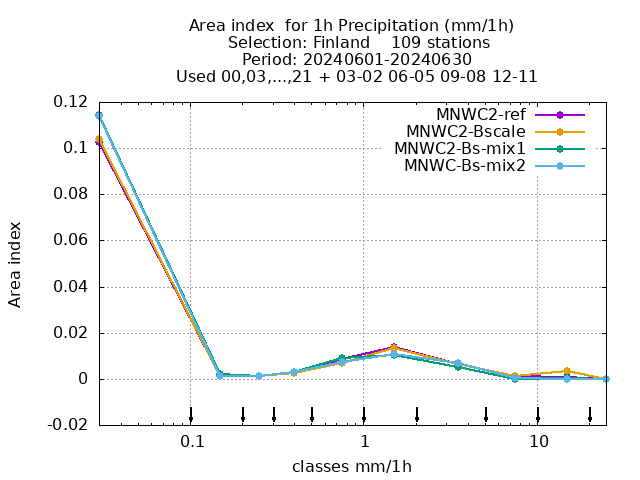 Area index  for 1h Precipitation (mm/1h)
Selection: Finland    109 stations
Period: 20240601-20240630
Used 00,03,...,21 + 03-02 06-05 09-08 12-11
MNWC2-ref
MNWC2-Bscale
MNWC2-Bs-mix1
MNWC-Bs-mix2
0.12
0.1
0.08
0.06
0.04
0.02
0
-0.02
Area index
0.1
1
10
classes mm/1h